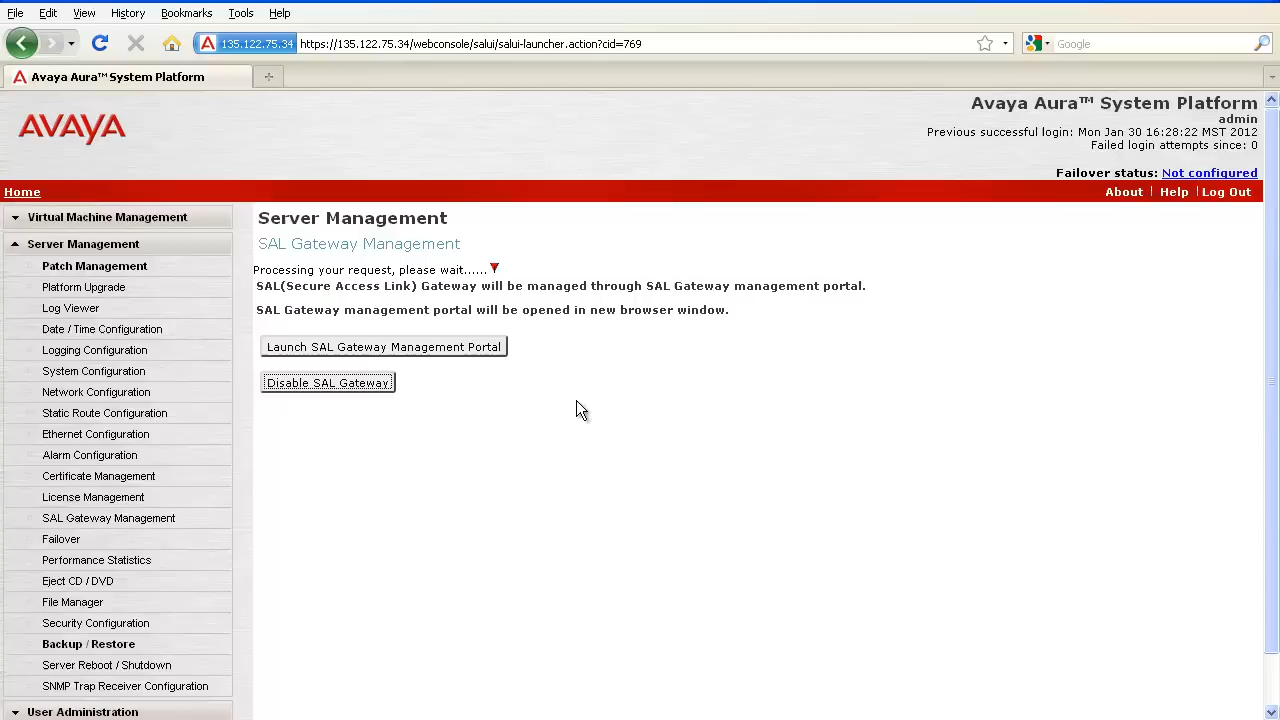 File Edit View History Bookmarks Tools Help
135.122.75.34 https://135.122.75.34/webconsole/salui/salui-launcher.action?cid=769
Google
Avaya Aura™ System Platform
AVAYA
Avaya Aura™ System Platform
admin
Previous successful login: Mon Jan 30 16:28:22 MST 2012
Failed login attempts since: 0
Failover status: Not configured
Home
About | Help | Log Out
Virtual Machine Management
Server Management
Patch Management
Platform Upgrade
Log Viewer
Date / Time Configuration
Logging Configuration
System Configuration
Network Configuration
Static Route Configuration
Ethernet Configuration
Alarm Configuration
Certificate Management
License Management
SAL Gateway Management
Failover
Performance Statistics
Eject CD / DVD
File Manager
Security Configuration
Backup / Restore
Server Reboot / Shutdown
SNMP Trap Receiver Configuration
User Administration
Server Management
SAL Gateway Management
Processing your request, please wait......
SAL(Secure Access Link) Gateway will be managed through SAL Gateway management portal.
SAL Gateway management portal will be opened in new browser window.
Launch SAL Gateway Management Portal
Disable SAL Gateway